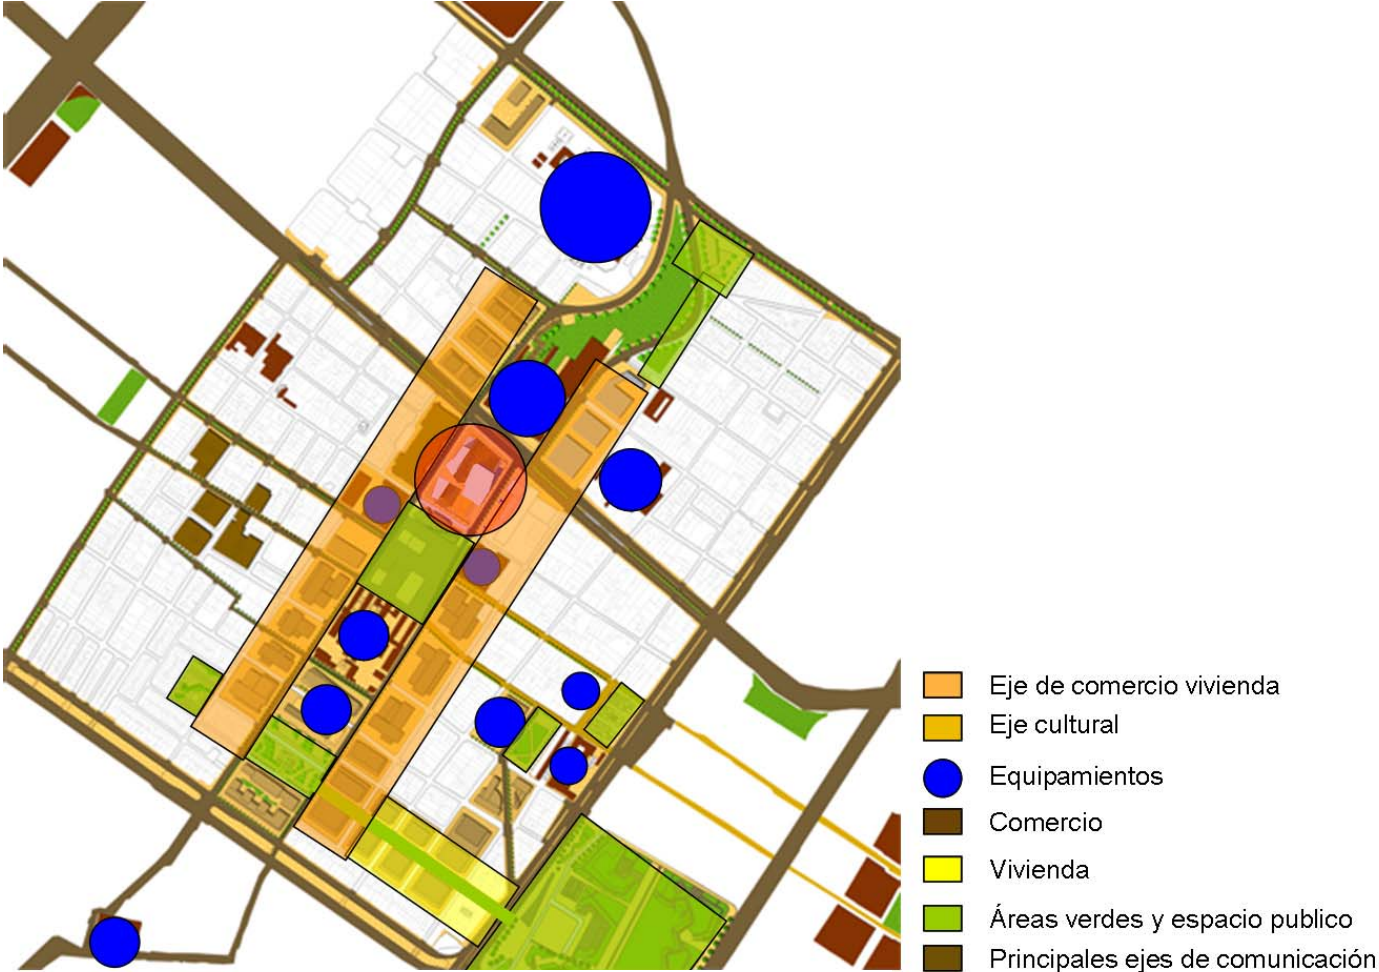 Eje de comercio vivienda
Eje cultural
Equipamientos
Comercio
Vivienda
Áreas verdes y espacio publico
Principales ejes de comunicación